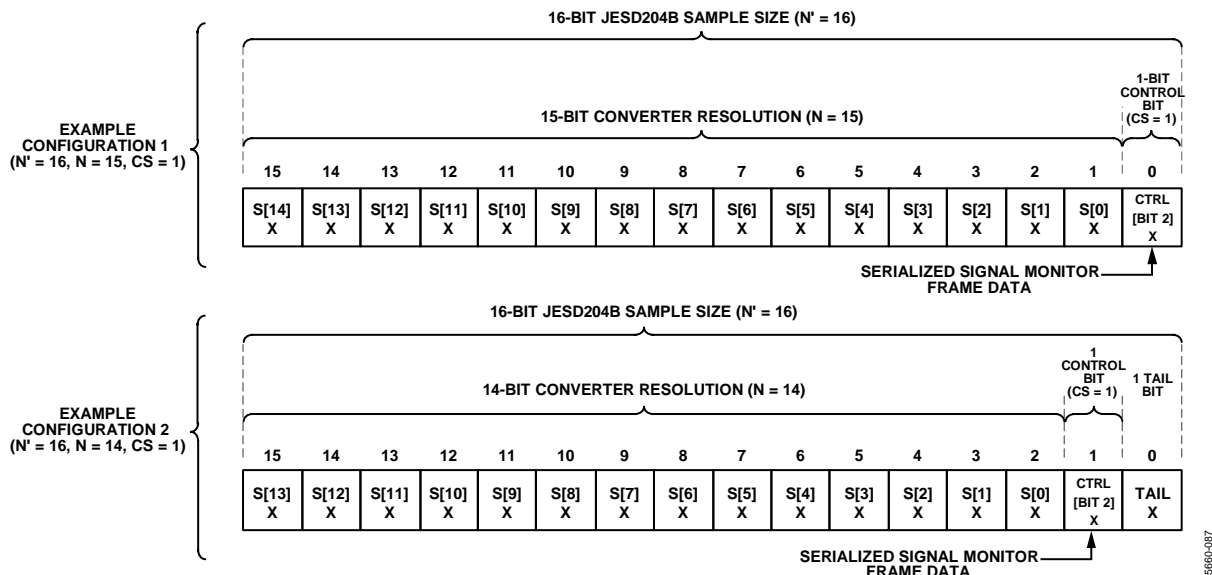 16-BIT JESD204B SAMPLE SIZE (N' = 16)
1-BIT
CONTROL
BIT
(CS = 1)
15-BIT CONVERTER RESOLUTION (N = 15)
EXAMPLE
CONFIGURATION 1
(N' = 16, N = 15, CS = 1)
15 14 13 12 11 10 9 8 7 6 5 4 3 2 1 0
S[14] S[13] S[12] S[11] S[10] S[9] S[8] S[7] S[6] S[5] S[4] S[3] S[2] S[1] S[0] CTRL
[BIT 2]
X X X X X X X X X X X X X X X X
SERIALIZED SIGNAL MONITOR
FRAME DATA
16-BIT JESD204B SAMPLE SIZE (N' = 16)
1
CONTROL
BIT
(CS = 1)
1 TAIL
BIT
14-BIT CONVERTER RESOLUTION (N = 14)
EXAMPLE
CONFIGURATION 2
(N' = 16, N = 14, CS = 1)
15 14 13 12 11 10 9 8 7 6 5 4 3 2 1 0
S[13] S[12] S[11] S[10] S[9] S[8] S[7] S[6] S[5] S[4] S[3] S[2] S[1] S[0] CTRL TAIL
[BIT 2]
X X X X X X X X X X X X X X X X
SERIALIZED SIGNAL MONITOR
FRAME DATA